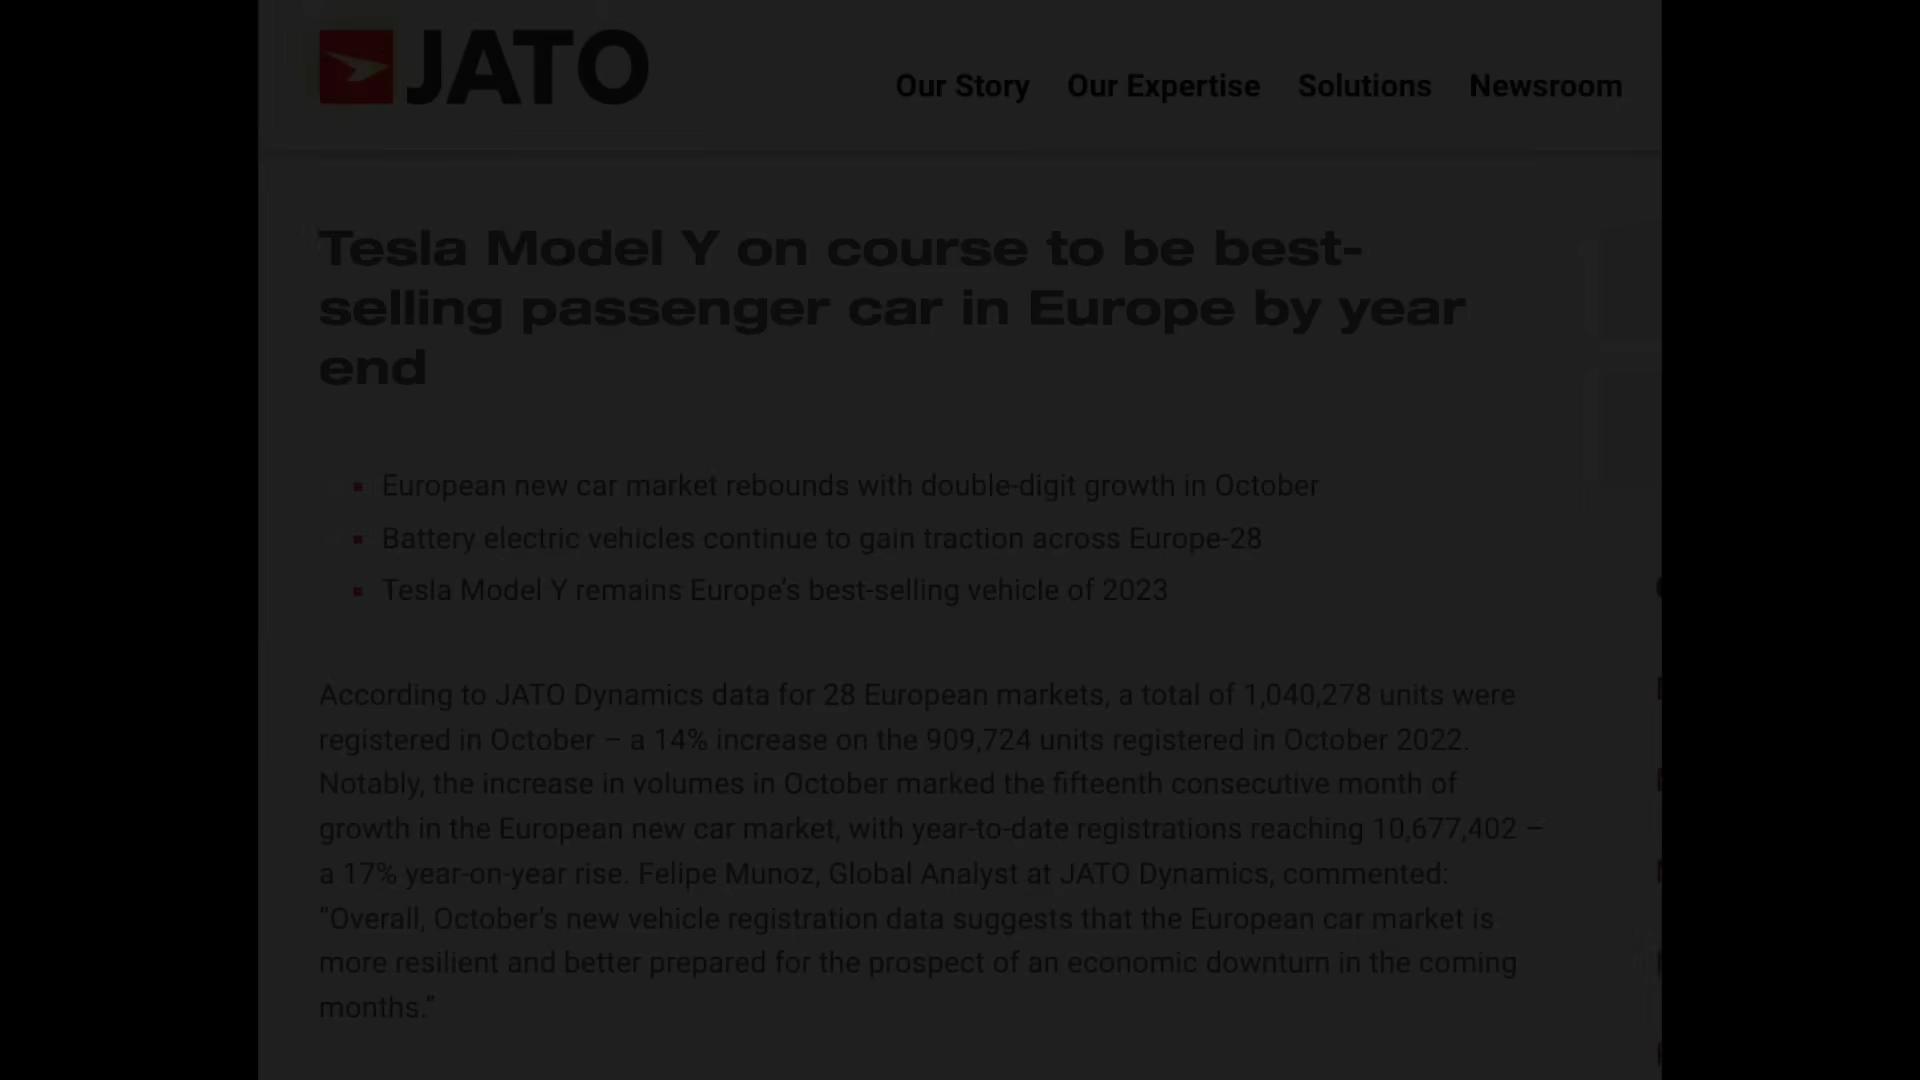 JATO
Our Story Our Expertise Solutions Newsroom
Tesla Model Y on course to be best-
selling passenger car in Europe by year
end
European new car market rebounds with double-digit growth in October
Battery electric vehicles continue to gain traction across Europe-28
Tesla Model Y remains Europe’s best-selling vehicle of 2023
According to JATO Dynamics data for 28 European markets, a total of 1,040,278 units were
registered in October – a 14% increase on the 909,724 units registered in October 2022.
Notably, the increase in volumes in October marked the fifteenth consecutive month of
growth in the European new car market, with year-to-date registrations reaching 10,677,402 –
a 17% year-on-year rise. Felipe Munoz, Global Analyst at JATO Dynamics, commented:
“Overall, October’s new vehicle registration data suggests that the European car market is
more resilient and better prepared for the prospect of an economic downturn in the coming
months.”